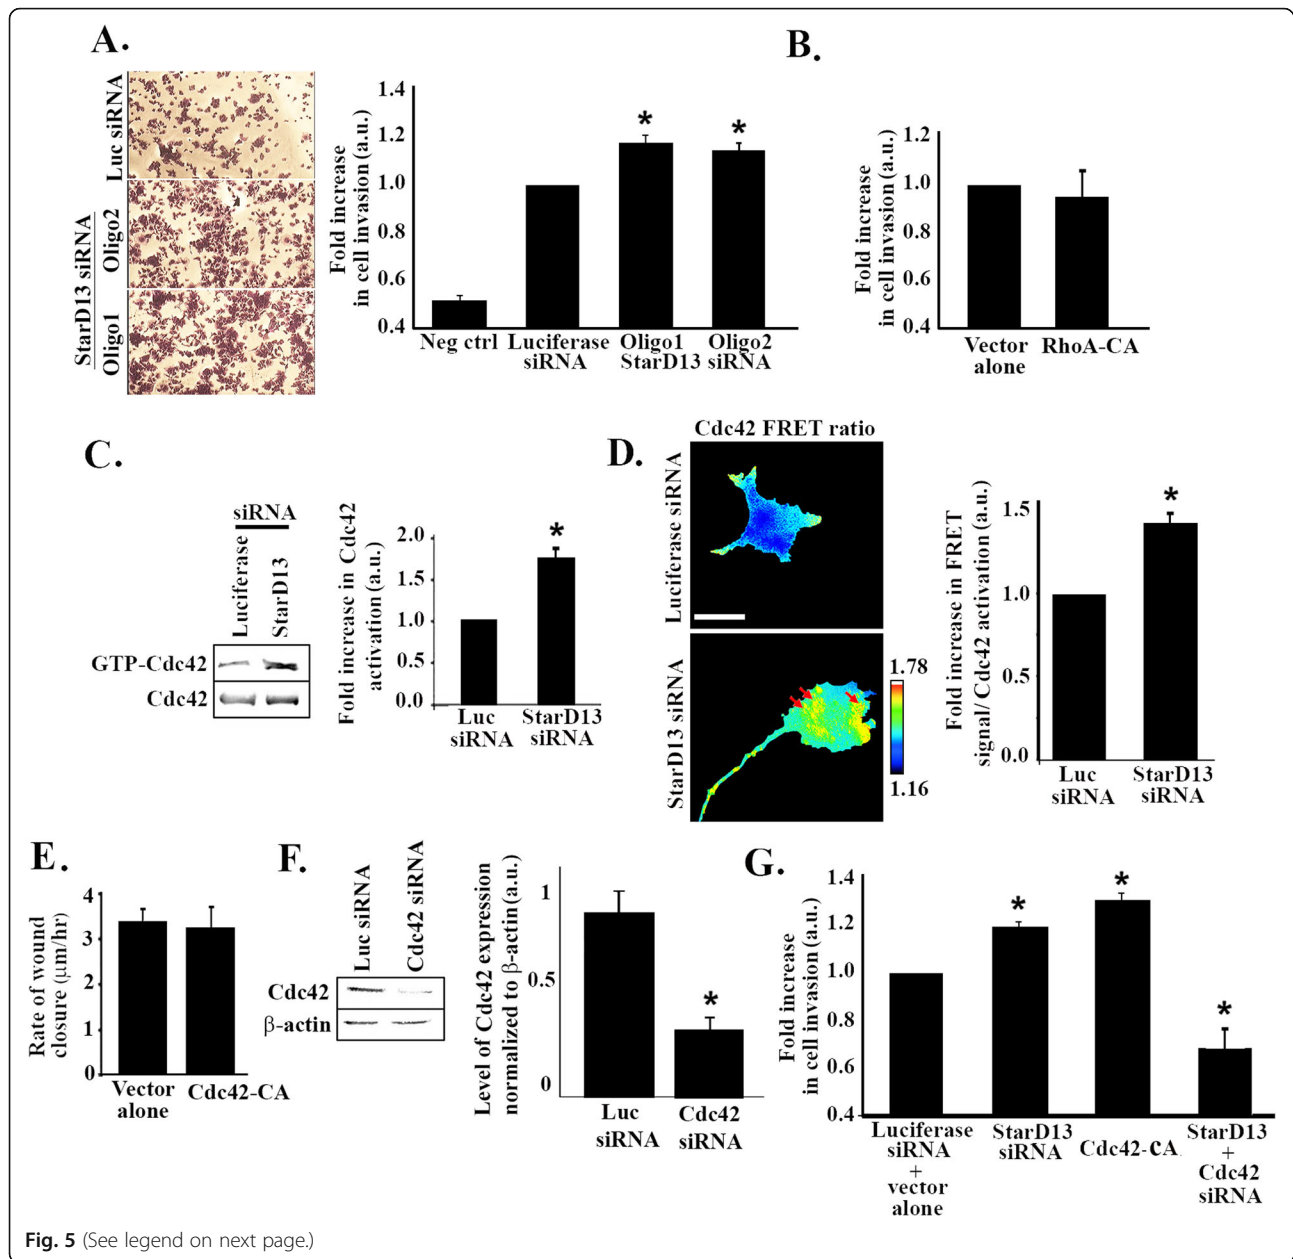 A.
Luc siRNA
StarD13 siRNA
Oligo2
Oligo1
Fold increase
in cell invasion (a.u.)
1.4
1.2
1.0
0.8
0.6
0.4
*
*
Neg ctrl
Luciferase
siRNA
Oligo1
Oligo2
StarD13 siRNA
B.
Fold increase
in cell invasion (a.u.)
1.2
1.0
0.8
0.6
0.4
Vector
alone
RhoA-CA
C.
siRNA
Luciferase
StarD13
GTP-Cdc42
Cdc42
Fold increase in Cdc42
activation (a.u.)
2.0
1.0
0.5
0.0
*
Luc
siRNA
StarD13
siRNA
D.
Cdc42 FRET ratio
Luciferase siRNA
StarD13 siRNA
1.78
1.16
Fold increase in FRET
signal/ Cdc42 activation (a.u.)
1.5
1.0
0.0
*
Luc
siRNA
StarD13
siRNA
E.
Rate of wound
closure (μm/hr)
4
3
2
1
0
Vector
alone
Cdc42-CA
F.
Luc siRNA
Cdc42 siRNA
Cdc42
β-actin
Level of Cdc42 expression
normalized to β-actin (a.u.)
1
0.5
0
*
Luc
siRNA
Cdc42
siRNA
G.
Fold increase
in cell invasion (a.u.)
1.4
1.2
1.0
0.8
0.6
0.4
*
*
*
Luciferase
siRNA
+
vector
alone
StarD13
siRNA
Cdc42-CA
StarD13
+
Cdc42
siRNA
Fig. 5 (See legend on next page.)